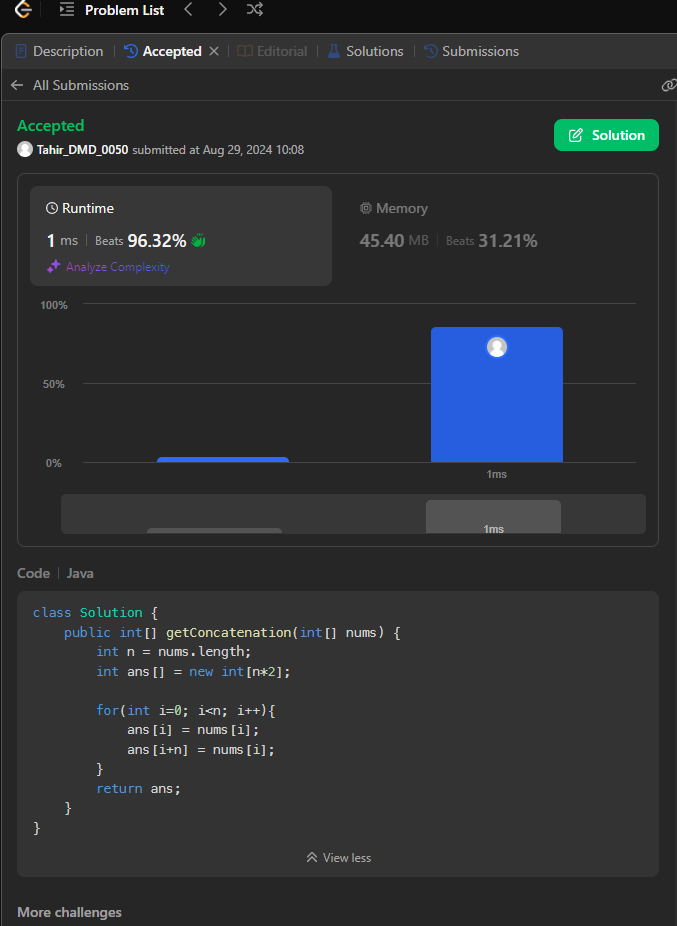 Problem List
Description | Accepted × | Editorial | Solutions | Submissions
All Submissions
Accepted
Solution
Tahir_DMD_0050 submitted at Aug 29, 2024 10:08
Runtime
1 ms | Beats 96.32%
Analyze Complexity
Memory
45.40 MB | Beats 31.21%
100%
50%
0%
1ms
1ms
Code | Java
class Solution {
    public int[] getConcatenation(int[] nums) {
        int n = nums.length;
        int ans[] = new int[n*2];
        for(int i=0; i<n; i++){
            ans[i] = nums[i];
            ans[i+n] = nums[i];
        }
        return ans;
    }
}
View less
More challenges